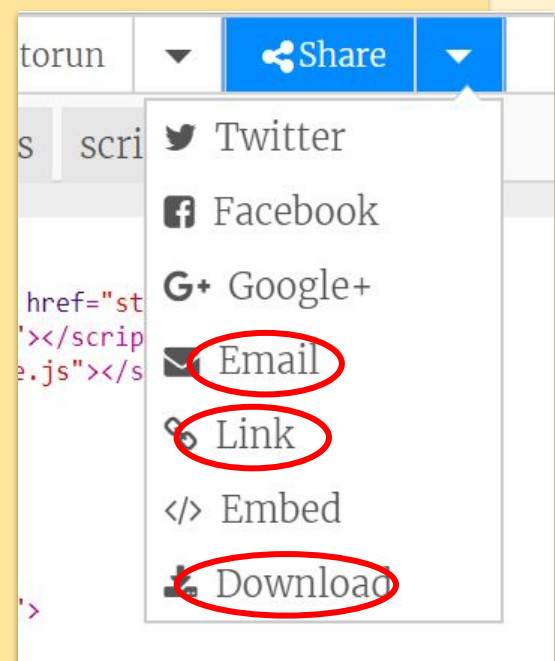 torun Share
s scri
Twitter
Facebook
G+ Google+
href="st
"></scrip
e.js"></s
Email
Link
</> Embed
Download
">